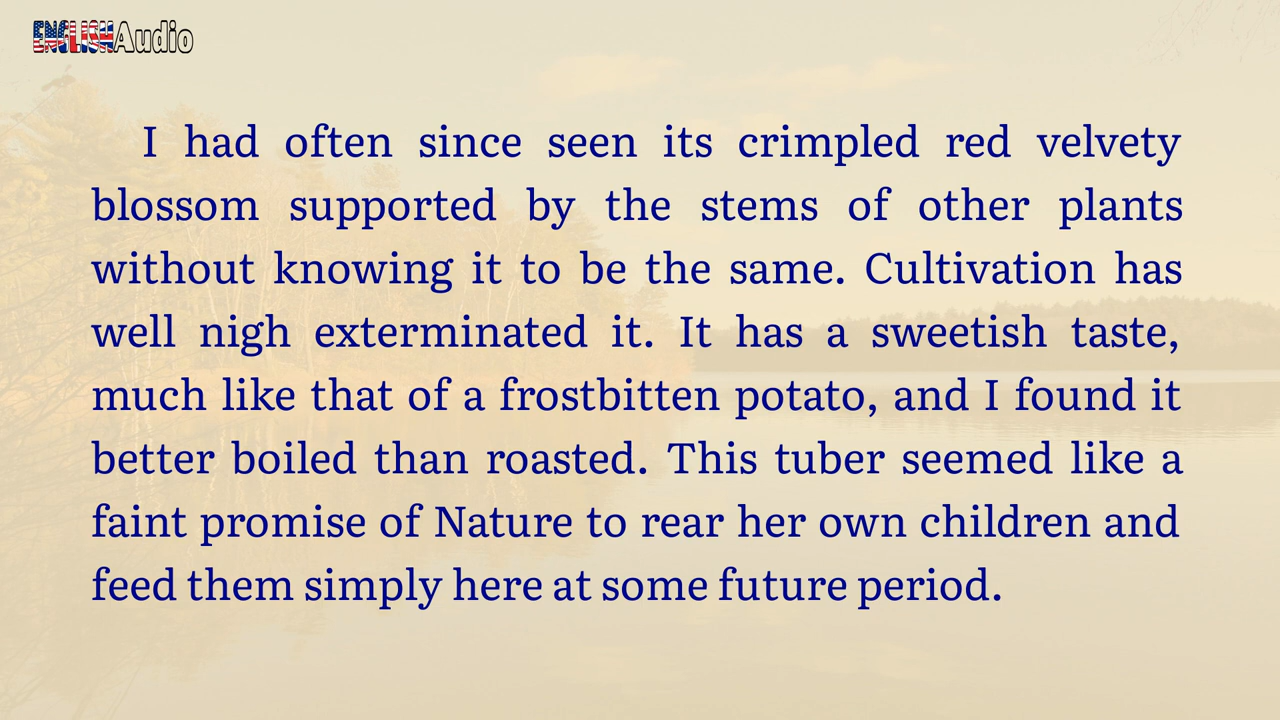 ENGLISHAudio
I had often since seen its crimpled red velvety
blossom supported by the stems of other plants
without knowing it to be the same. Cultivation has
well nigh exterminated it. It has a sweetish taste,
much like that of a frostbitten potato, and I found it
better boiled than roasted. This tuber seemed like a
faint promise of Nature to rear her own children and
feed them simply here at some future period.